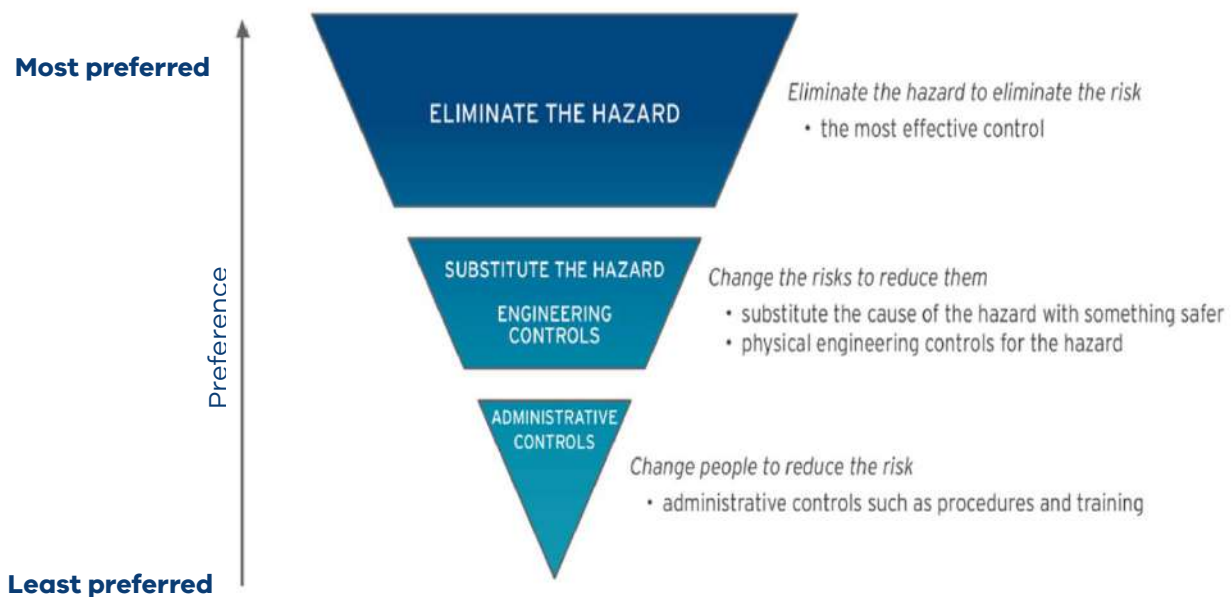 Most preferred
ELIMINATE THE HAZARD
Eliminate the hazard to eliminate the risk
• the most effective control
Preference
SUBSTITUTE THE HAZARD
ENGINEERING
CONTROLS
Change the risks to reduce them
• substitute the cause of the hazard with something safer
• physical engineering controls for the hazard
ADMINISTRATIVE
CONTROLS
Change people to reduce the risk
• administrative controls such as procedures and training
Least preferred